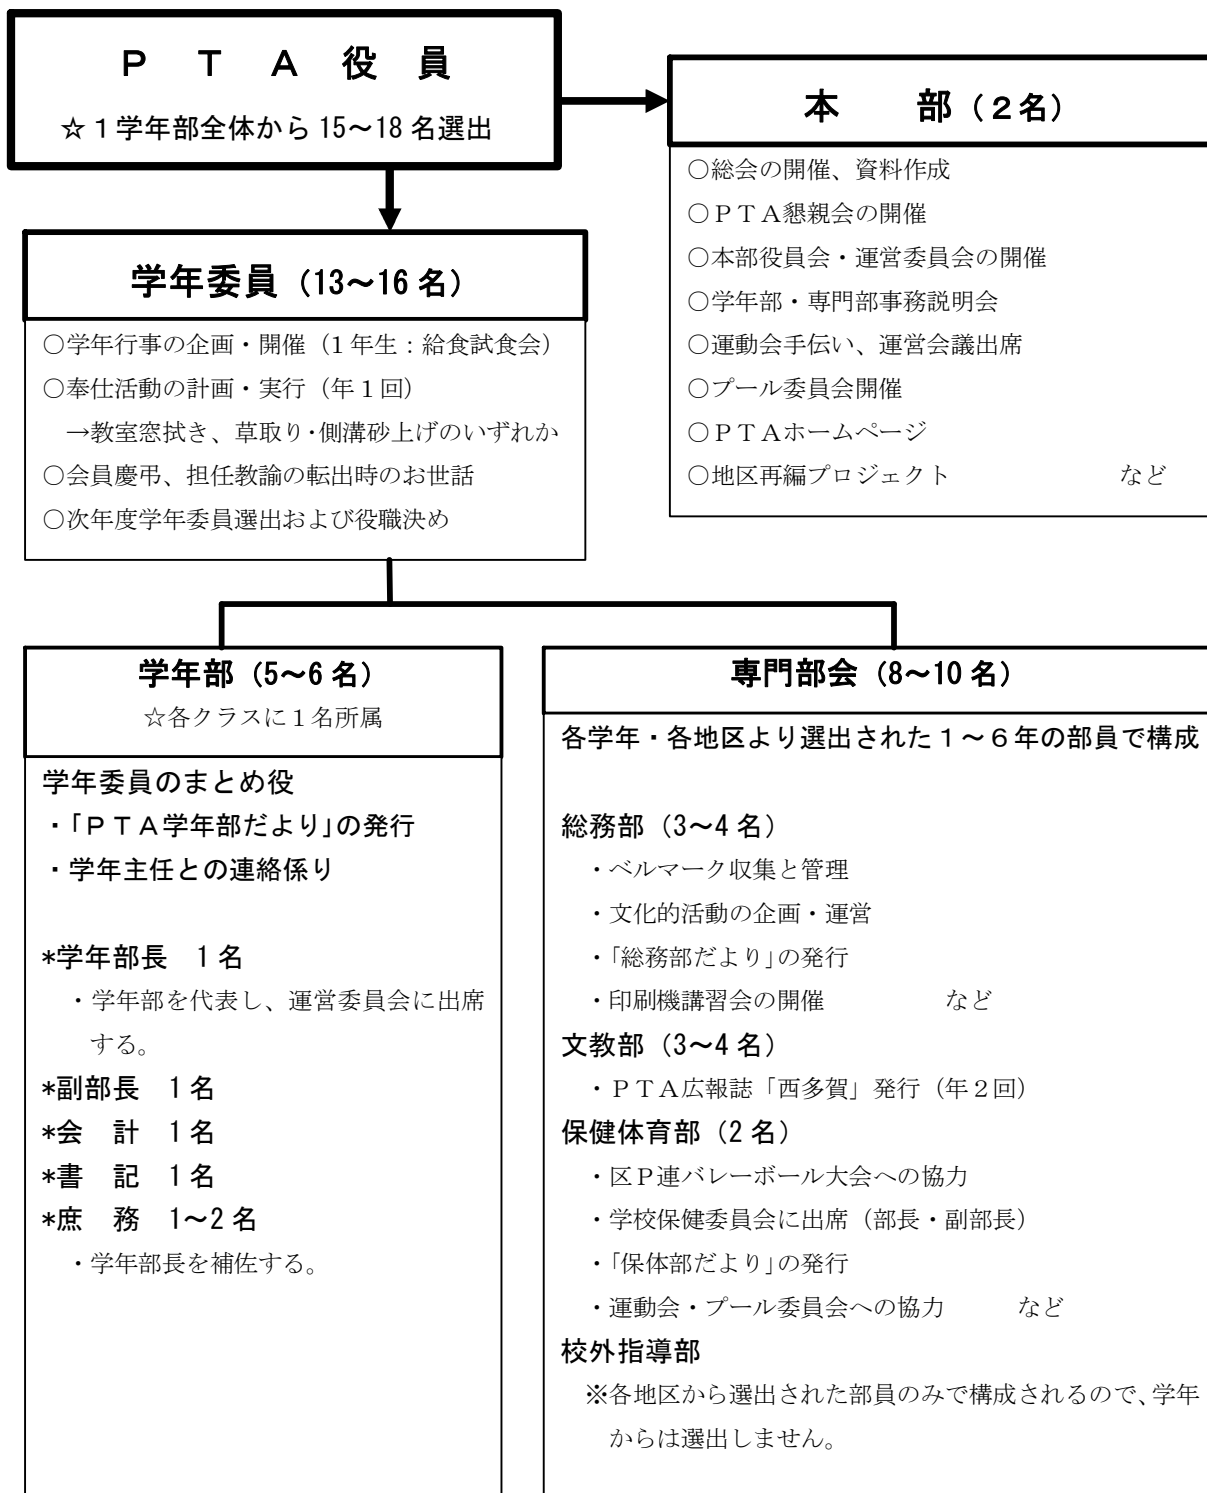 ＰＴＡ役員
☆１学年部全体から15～18名選出
本　　部（２名）
○総会の開催、資料作成
○ＰＴＡ懇親会の開催
○本部役員会・運営委員会の開催
○学年部・専門部事務説明会
○運動会手伝い、運営会議出席
○プール委員会開催
○ＰＴＡホームページ
○地区再編プロジェクト　　　　など
学年委員（13～16名）
○学年行事の企画・開催（1年生：給食試食会）
○奉仕活動の計画・実行（年１回）
→教室窓拭き、草取り・側溝砂上げのいずれか
○会員慶弔、担任教諭の転出時のお世話
○次年度学年委員選出および役職決め
学年部（5～6名）
☆各クラスに１名所属
学年委員のまとめ役
・「ＰＴＡ学年部だより」の発行
・学年主任との連絡係り
*学年部長　1名
・学年部を代表し、運営委員会に出席
する。
*副部長　1名
*会　計　1名
*書　記　1名
*庶　務　1～2名
・学年部長を補佐する。
専門部会（8～10名）
各学年・各地区より選出された１～６年の部員で構成
総務部（3～4名）
・ベルマーク収集と管理
・文化的活動の企画・運営
・「総務部だより」の発行
・印刷機講習会の開催　　　　など
文教部（3～4名）
・ＰＴＡ広報誌「西多賀」発行（年２回）
保健体育部（2名）
・区Ｐ連バレーボール大会への協力
・学校保健委員会に出席（部長・副部長）
・「保体部だより」の発行
・運動会・プール委員会への協力　　など
校外指導部
※各地区から選出された部員のみで構成されるので、学年
からは選出しません。